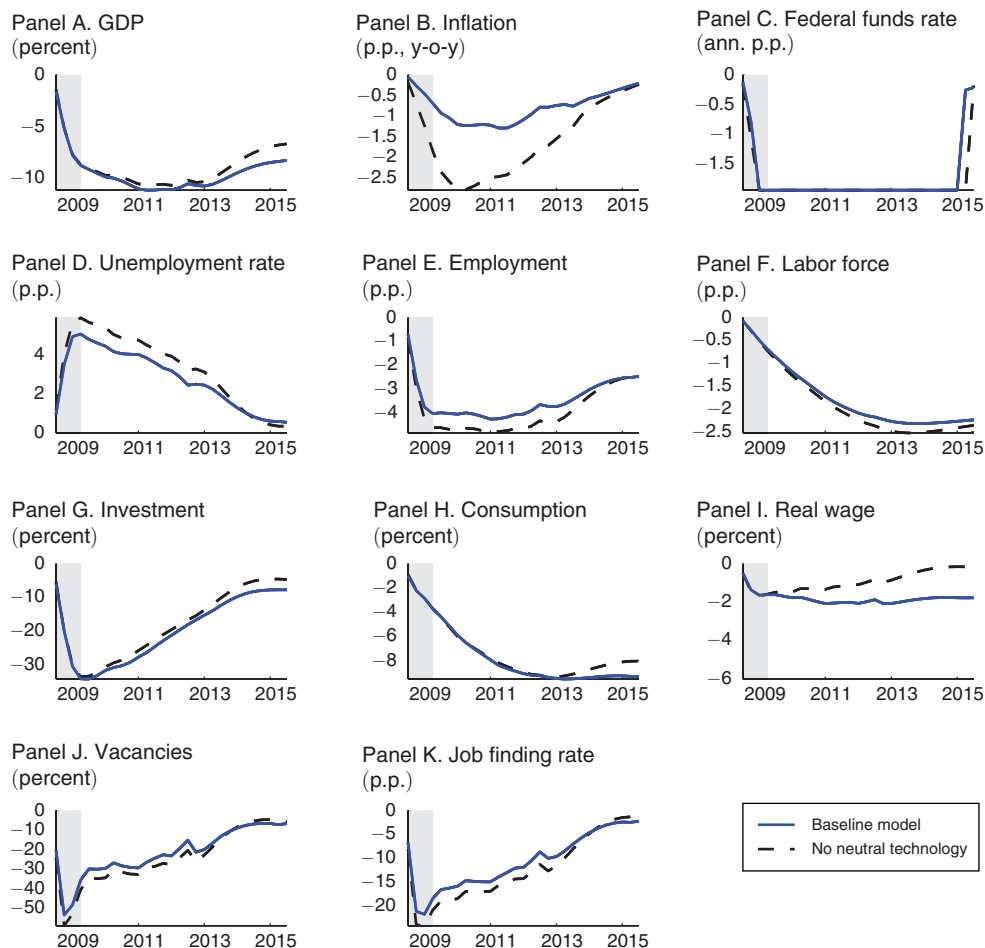 Panel A. GDP
(percent)
0
−5
−10
2009 2011 2013 2015
Panel B. Inflation
(p.p., y-o-y)
0
−0.5
−1
−1.5
−2
−2.5
2009 2011 2013 2015
Panel C. Federal funds rate
(ann. p.p.)
0
−0.5
−1
−1.5
2009 2011 2013 2015
Panel D. Unemployment rate
(p.p.)
4
2
0
2009 2011 2013 2015
Panel E. Employment
(p.p.)
0
−1
−2
−3
−4
2009 2011 2013 2015
Panel F. Labor force
(p.p.)
0
−0.5
−1
−1.5
−2
−2.5
2009 2011 2013 2015
Panel G. Investment
(percent)
0
−10
−20
−30
2009 2011 2013 2015
Panel H. Consumption
(percent)
0
−2
−4
−6
−8
2009 2011 2013 2015
Panel I. Real wage
(percent)
0
−2
−4
−6
2009 2011 2013 2015
Panel J. Vacancies
(percent)
0
−10
−20
−30
−40
−50
2009 2011 2013 2015
Panel K. Job finding rate
(p.p.)
0
−5
−10
−15
−20
2009 2011 2013 2015
Baseline model
No neutral technology